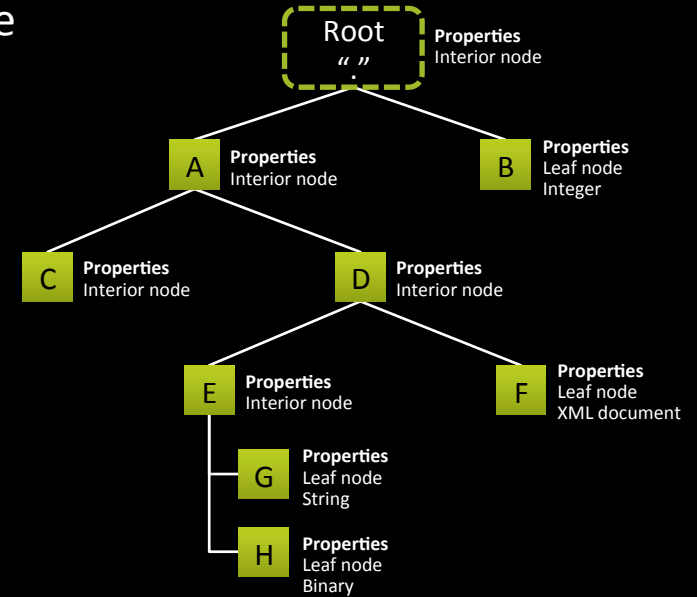 e
Root
“.”
Properties
Interior node
A
Properties
Interior node
B
Properties
Leaf node
Integer
C
Properties
Interior node
D
Properties
Interior node
E
Properties
Interior node
F
Properties
Leaf node
XML document
G
Properties
Leaf node
String
H
Properties
Leaf node
Binary